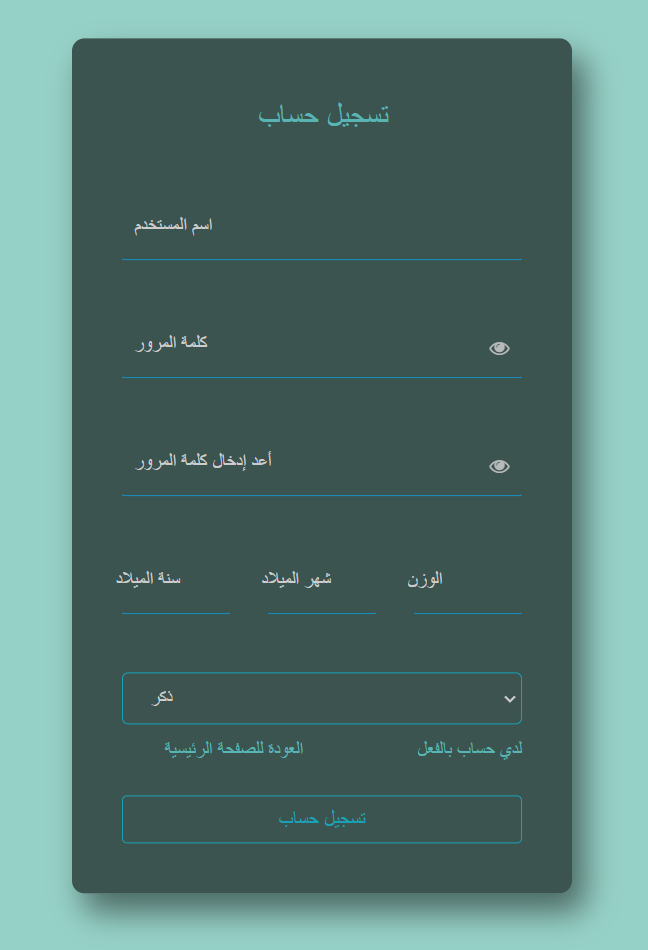 تسجيل حساب
اسم المستخدم
كلمة المرور
أعد إدخال كلمة المرور
الوزن شهر الميلاد سنة الميلاد
ذكر
لدي حساب بالفعل العودة للصفحة الرئيسية
تسجيل حساب